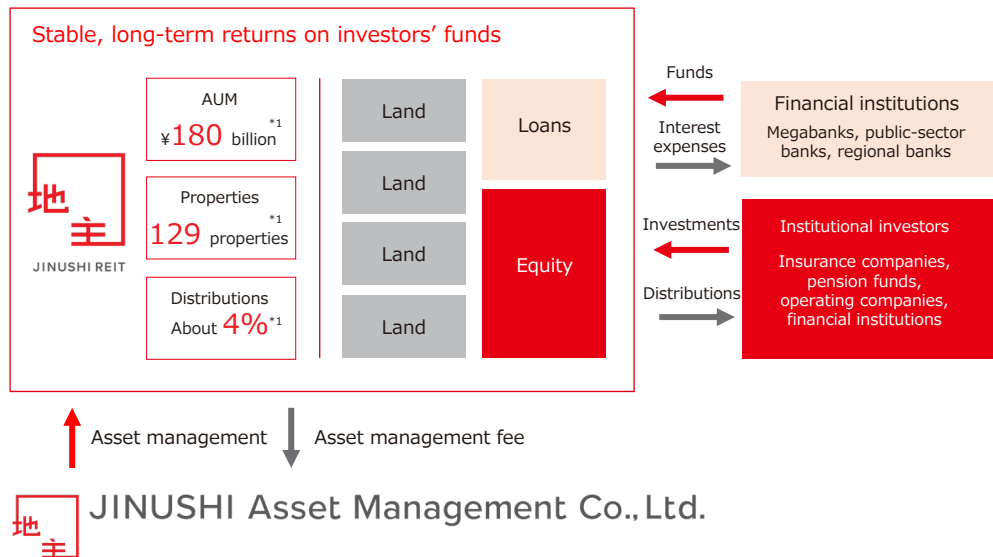 Stable, long-term returns on investors’ funds
地主
JINUSHI REIT
AUM
¥180 billion *1
Properties
129 properties *1
Distributions
About 4% *1
Land
Land
Land
Land
Loans
Equity
Funds
Interest
expenses
Financial institutions
Megabanks, public-sector
banks, regional banks
Investments
Distributions
Institutional investors
Insurance companies,
pension funds,
operating companies,
financial institutions
Asset management
Asset management fee
地主
JINUSHI Asset Management Co., Ltd.